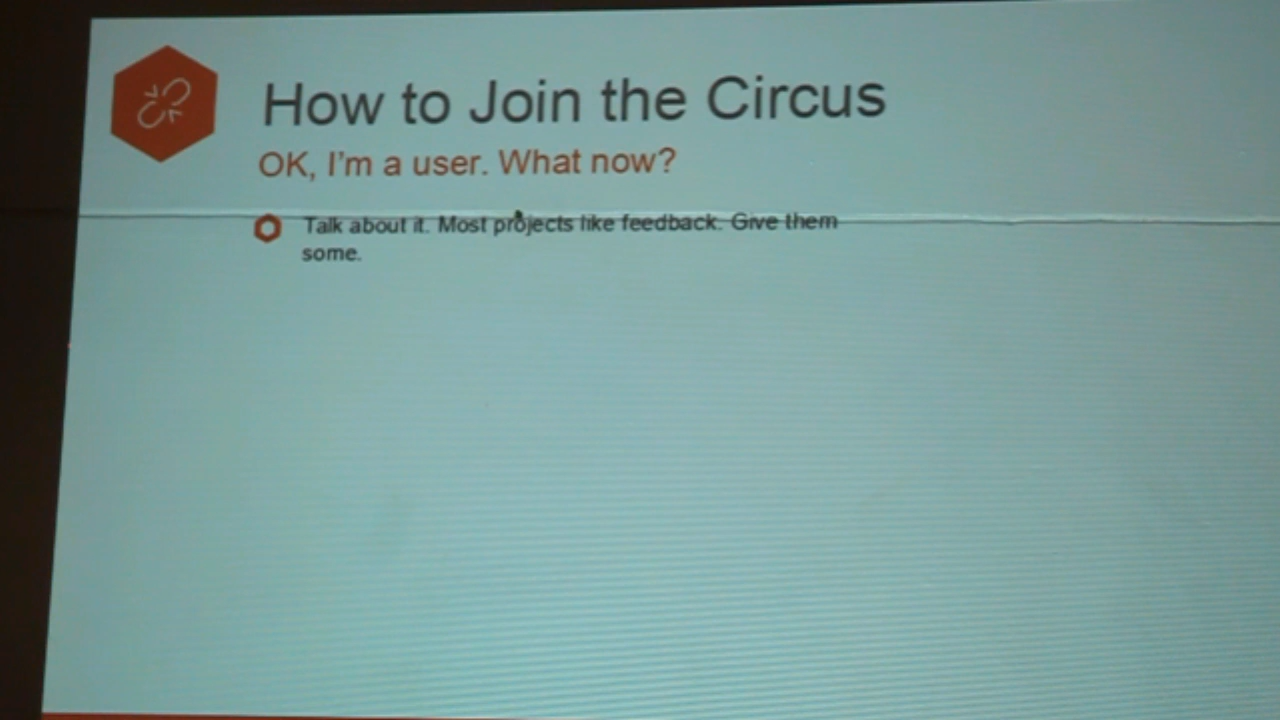 How to Join the Circus
OK, I'm a user. What now?
Talk about it. Most projects like feedback. Give them
some.